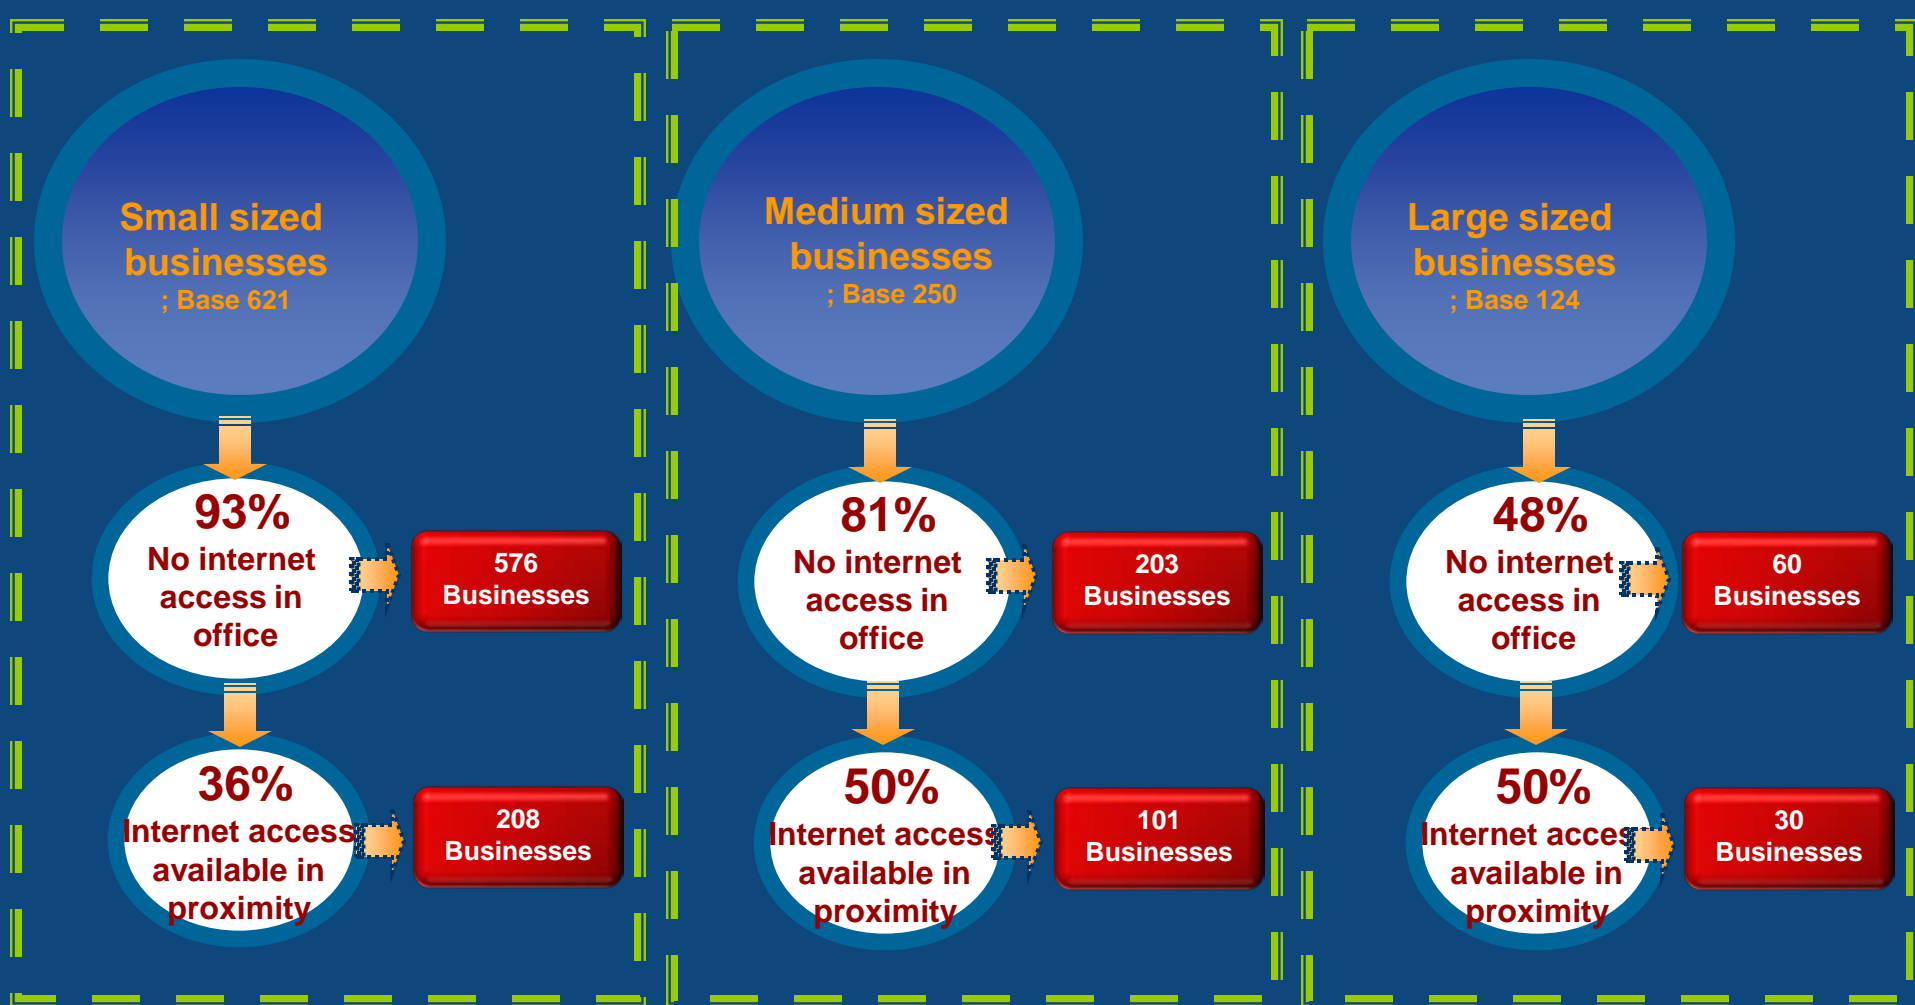 Small sized
businesses
; Base 621
93%
No internet
access in
office
576
Businesses
36%
Internet access
available in
proximity
208
Businesses
Medium sized
businesses
; Base 250
81%
No internet
access in
office
203
Businesses
50%
Internet access
available in
proximity
101
Businesses
Large sized
businesses
; Base 124
48%
No internet
access in
office
60
Businesses
50%
Internet access
available in
proximity
30
Businesses